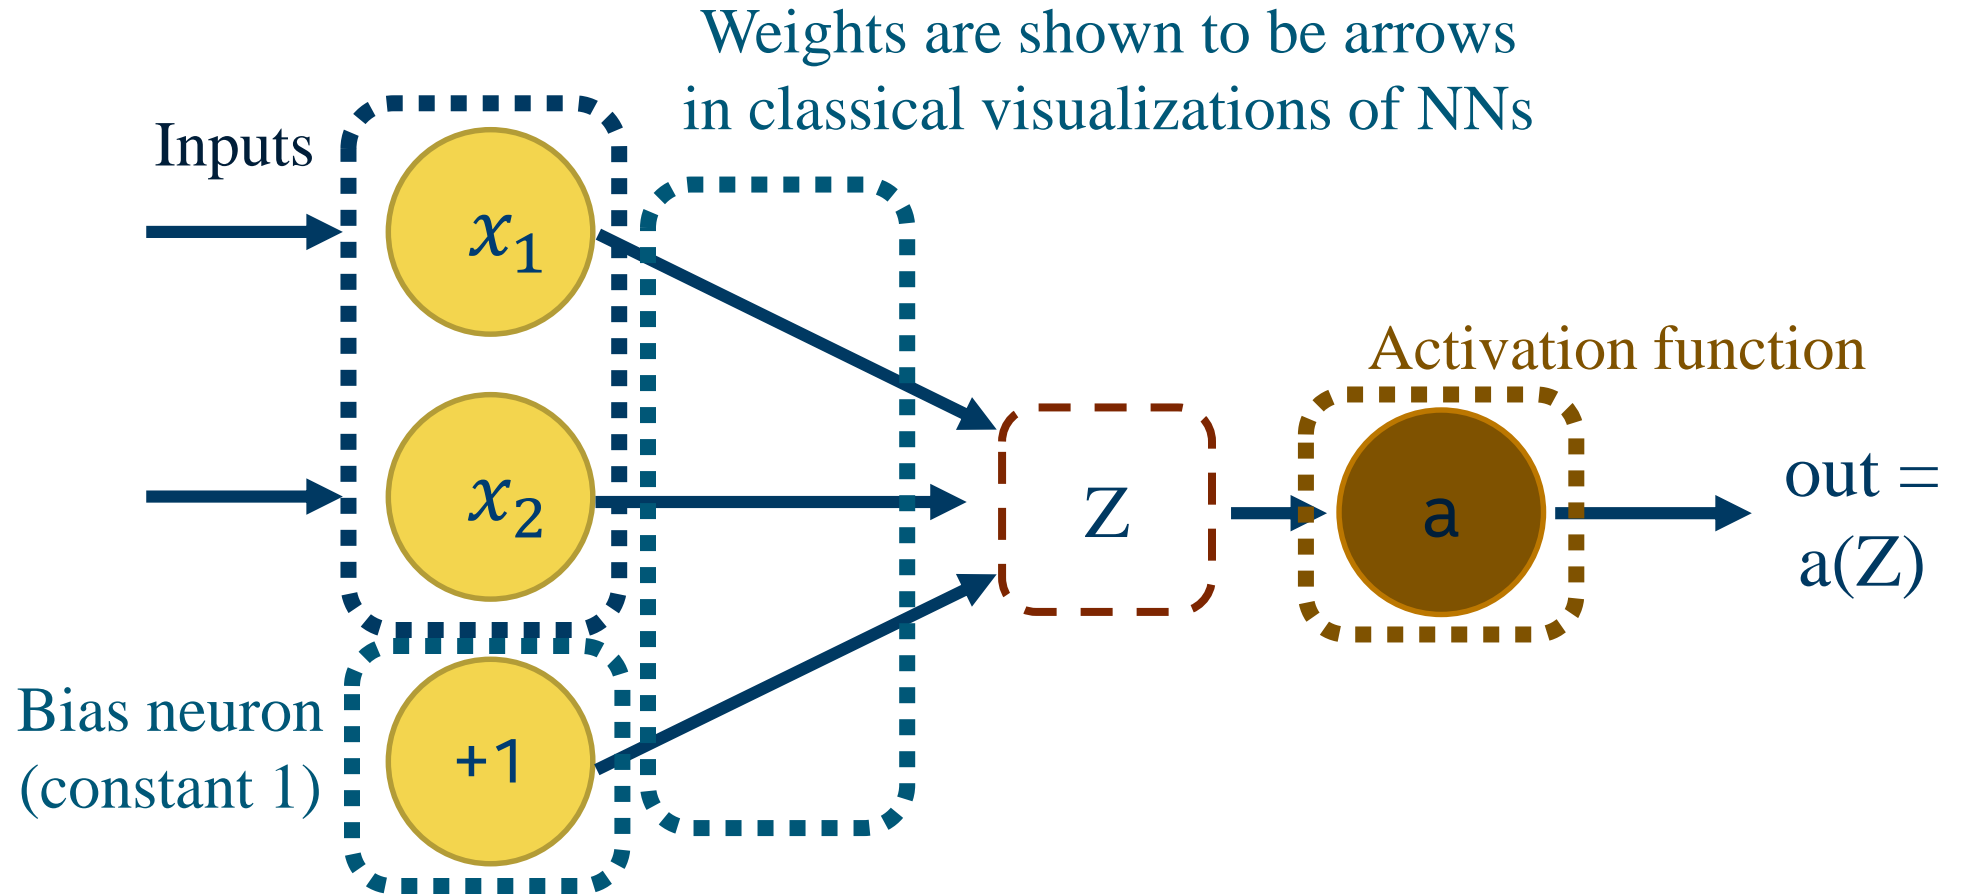 Weights are shown to be arrows
in classical visualizations of NNs
Inputs
x₁
x₂
Activation function
Z
a
out =
a(Z)
Bias neuron
(constant 1)
+1